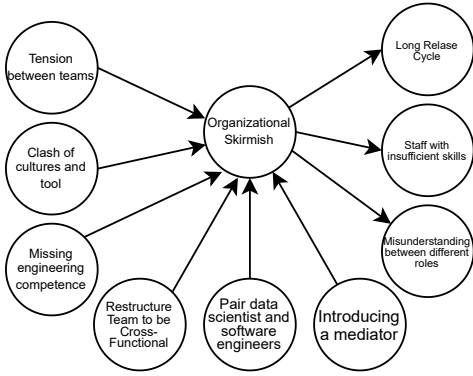 Tension
between teams
Clash of
cultures and
tool
Missing
engineering
competence
Restructure
Team to be
Cross-
Functional
Pair data
scientist and
software
engineers
Introducing
a mediator
Organizational
Skirmish
Long Relase
Cycle
Staff with
insufficient skills
Misunderstanding
between different
roles